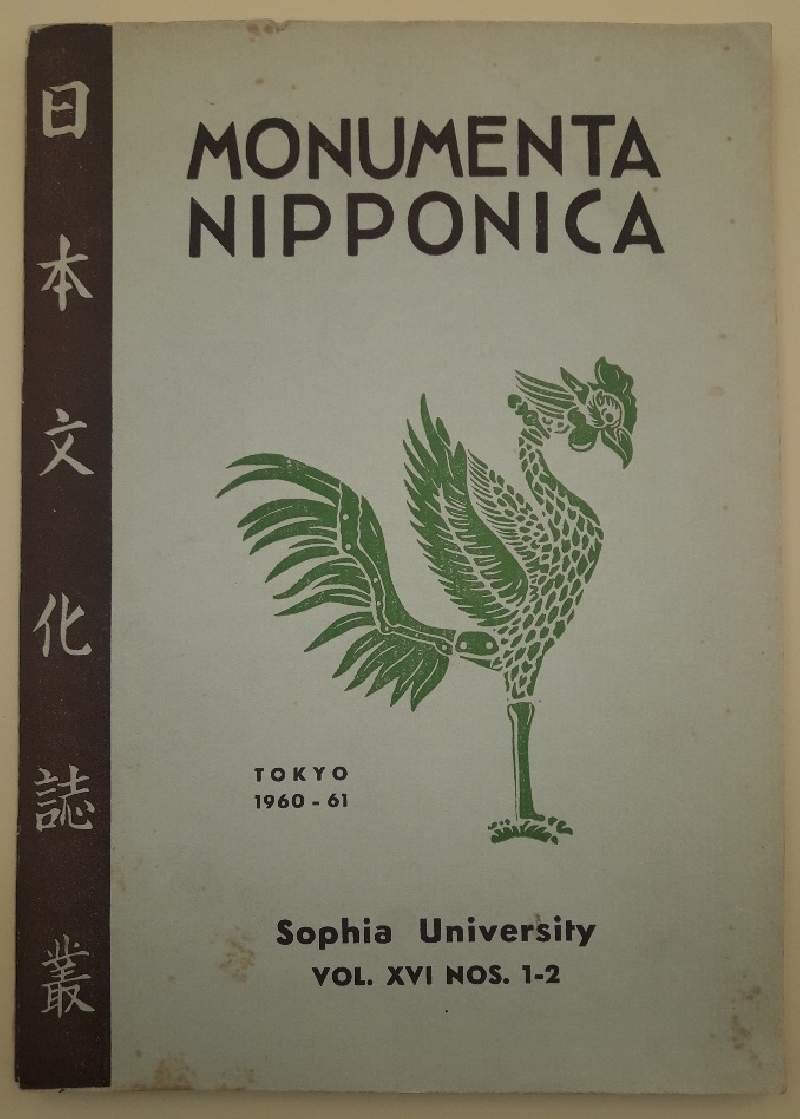 日本文化誌叢
MONUMENTA
NIPPONICA
TOKYO
1960 - 61
Sophia University
VOL. XVI NOS. 1-2